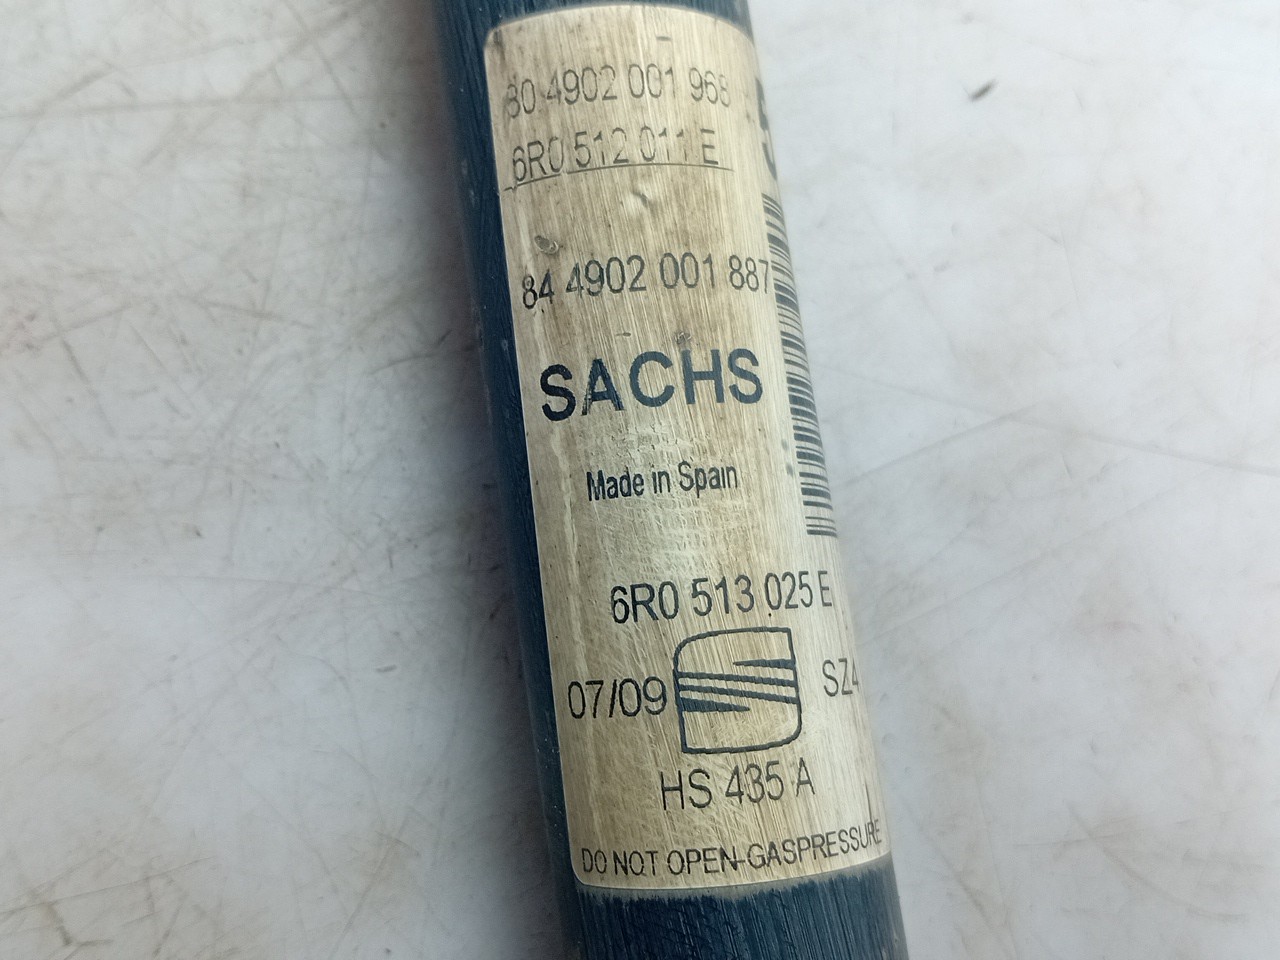 80 4902 001 968
6R0 512 011 E
84 4902 001 887
SACHS
Made in Spain
6R0 513 025 E
07/09
SZ4
HS 435 A
DO NOT OPEN-GASPRESSURE